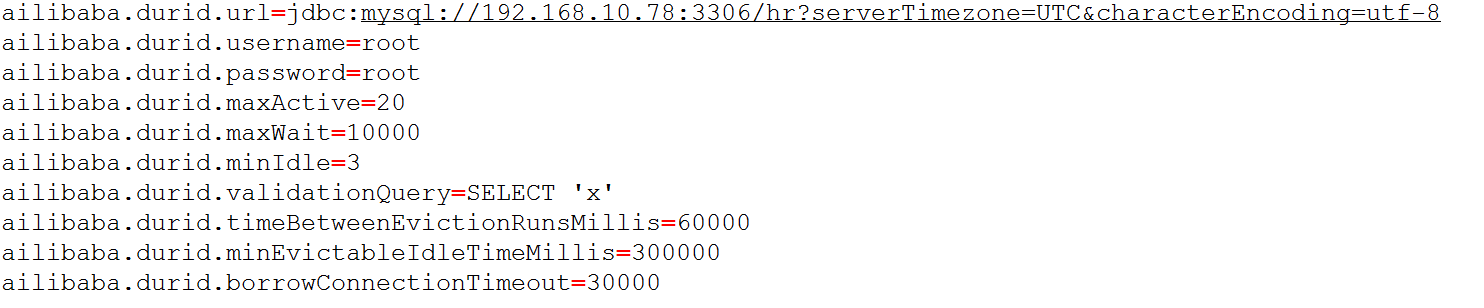 ailibaba.durid.url=jdbc:mysql://192.168.10.78:3306/hr?serverTimezone=UTC&characterEncoding=utf-8
ailibaba.durid.username=root
ailibaba.durid.password=root
ailibaba.durid.maxActive=20
ailibaba.durid.maxWait=10000
ailibaba.durid.minIdle=3
ailibaba.durid.validationQuery=SELECT 'x'
ailibaba.durid.timeBetweenEvictionRunsMillis=60000
ailibaba.durid.minEvictableIdleTimeMillis=300000
ailibaba.durid.borrowConnectionTimeout=30000